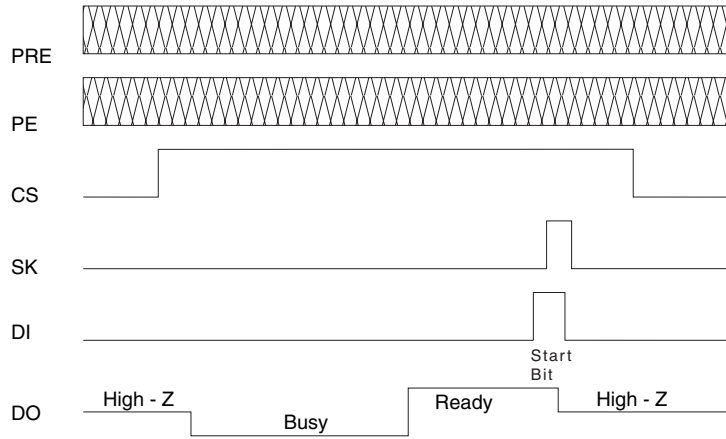 PRE
PE
CS
SK
DI
Start
Bit
DO
High - Z
Busy
Ready
High - Z